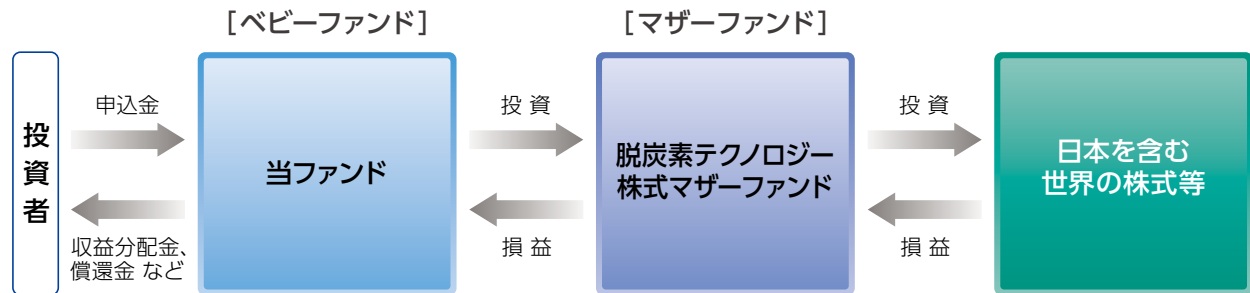 [ベビーファンド]
[マザーファンド]
投資者
申込金
収益分配金、
償還金 など
当ファンド
投 資
損 益
脱炭素テクノロジー
株式マザーファンド
投 資
損 益
日本を含む
世界の株式等